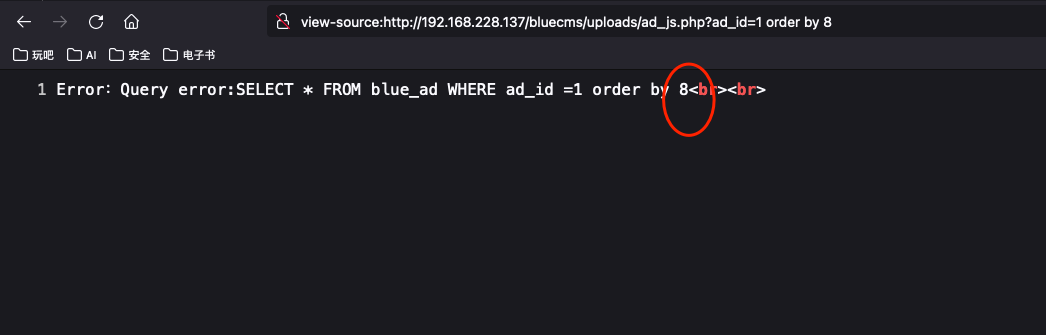 view-source:http://192.168.228.137/bluecms/uploads/ad_js.php?ad_id=1 order by 8
玩吧 AI 安全 电子书
1 Error：Query error:SELECT * FROM blue_ad WHERE ad_id =1 order by 8<br><br>